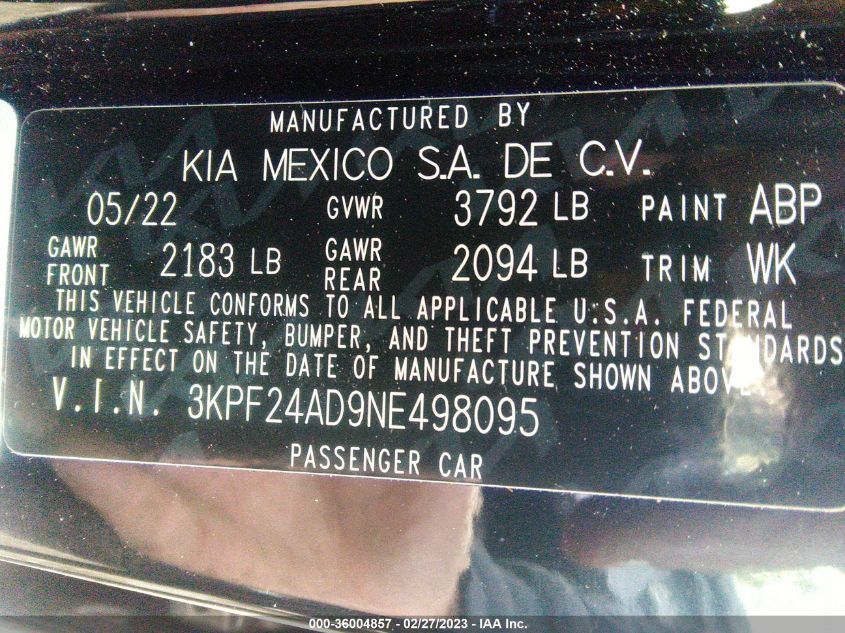 MANUFACTURED BY
KIA MEXICO S.A. DE C.V.
05/22 GVWR 3792 LB PAINT ABP
GAWR FRONT 2183 LB GAWR REAR 2094 LB TRIM WK
THIS VEHICLE CONFORMS TO ALL APPLICABLE U.S.A. FEDERAL
MOTOR VEHICLE SAFETY, BUMPER, AND THEFT PREVENTION STANDARDS
IN EFFECT ON THE DATE OF MANUFACTURE SHOWN ABOVE
V.I.N. 3KPF24AD9NE498095
PASSENGER CAR
000-36004857 - 02/27/2023 - IAA Inc.